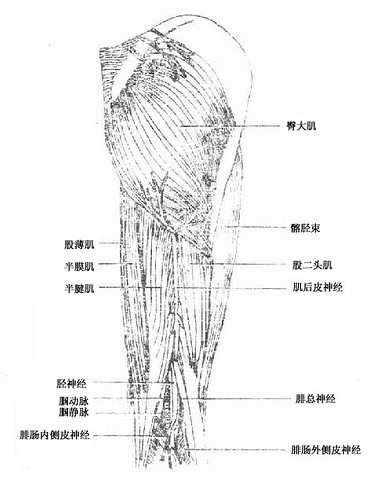 臀大肌
髂胫束
股薄肌
半膜肌
股二头肌
半腱肌
肌后皮神经
胫神经
腘动脉
腓总神经
腘静脉
腓肠内侧皮神经
腓肠外侧皮神经